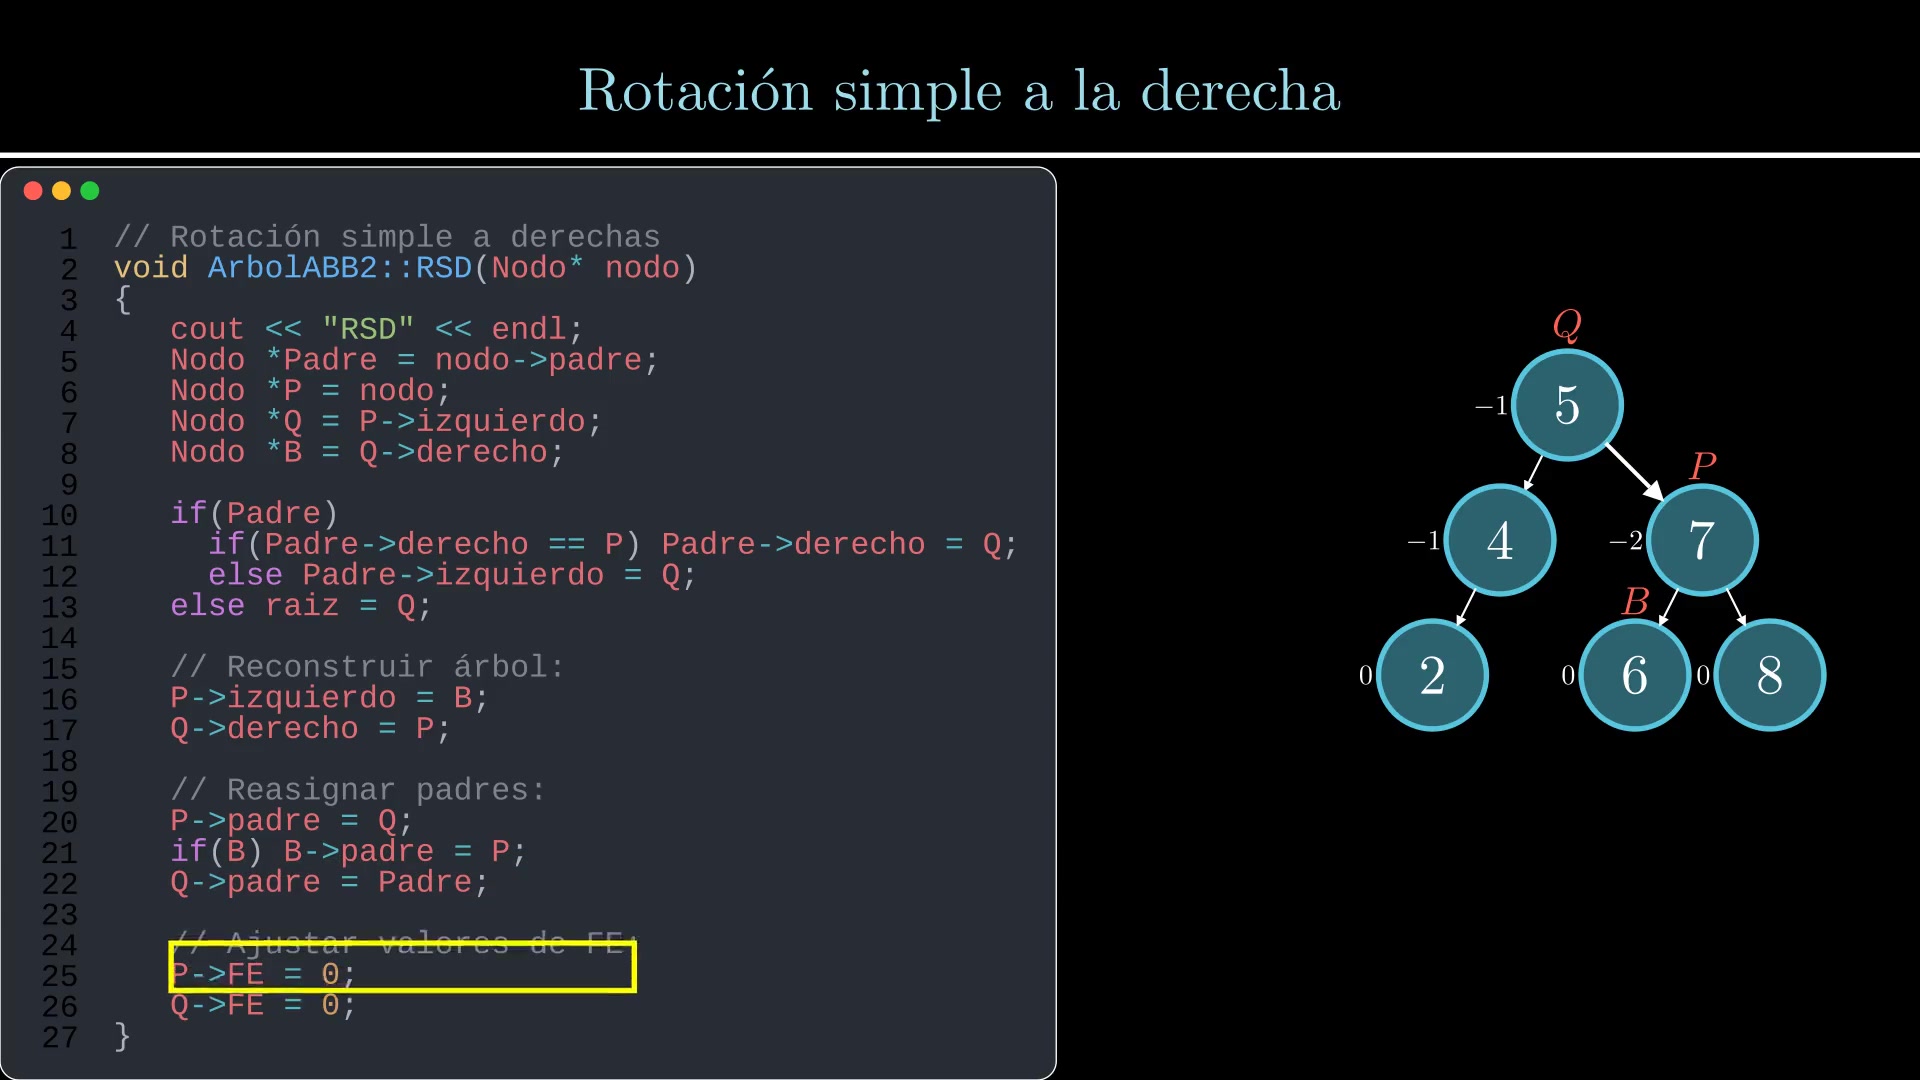 Rotación simple a la derecha
1 // Rotación simple a derechas
2 void ArbolABB2::RSD(Nodo* nodo)
3 {
4 cout << "RSD" << endl;
5 Nodo *Padre = nodo->padre;
6 Nodo *P = nodo;
7 Nodo *Q = P->izquierdo;
8 Nodo *B = Q->derecho;
9
10 if(Padre)
11 if(Padre->derecho == P) Padre->derecho = Q;
12 else Padre->izquierdo = Q;
13 else raiz = Q;
14
15 // Reconstruir árbol:
16 P->izquierdo = B;
17 Q->derecho = P;
18
19 // Reasignar padres:
20 P->padre = Q;
21 if(B) B->padre = P;
22 Q->padre = Padre;
23
24 // Ajustar valores de FE:
25 P->FE = 0;
26 Q->FE = 0;
27 }
Q
−1 5
P
−1 4 −2 7
B
0 2 0 6 0 8